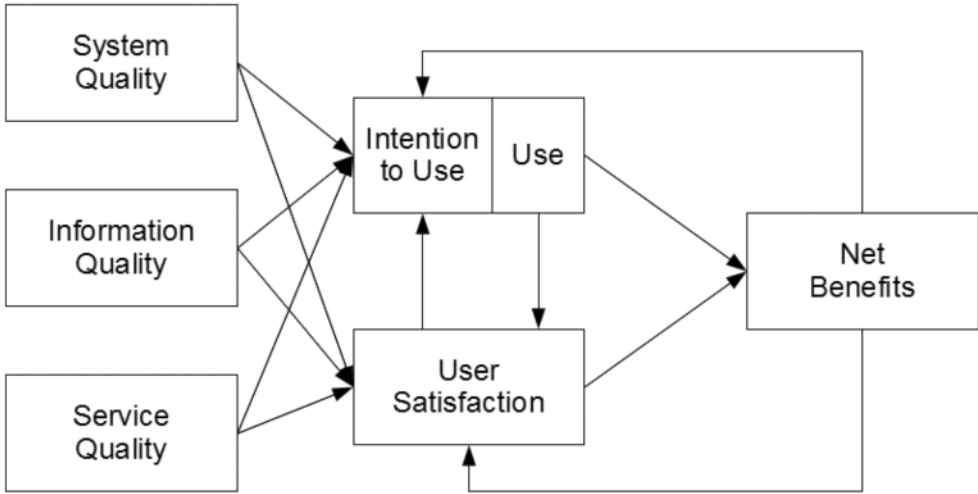 System
Quality
Information
Quality
Service
Quality
Intention
to Use
Use
User
Satisfaction
Net
Benefits